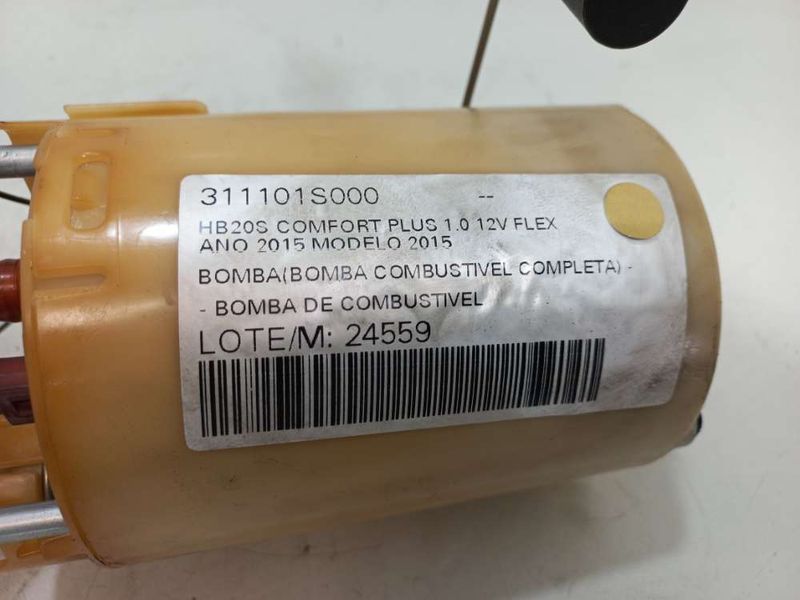 311101S000 --
HB20S COMFORT PLUS 1.0 12V FLEX
ANO 2015 MODELO 2015
BOMBA(BOMBA COMBUSTIVEL COMPLETA) -
- BOMBA DE COMBUSTIVEL
LOTE/M: 24559